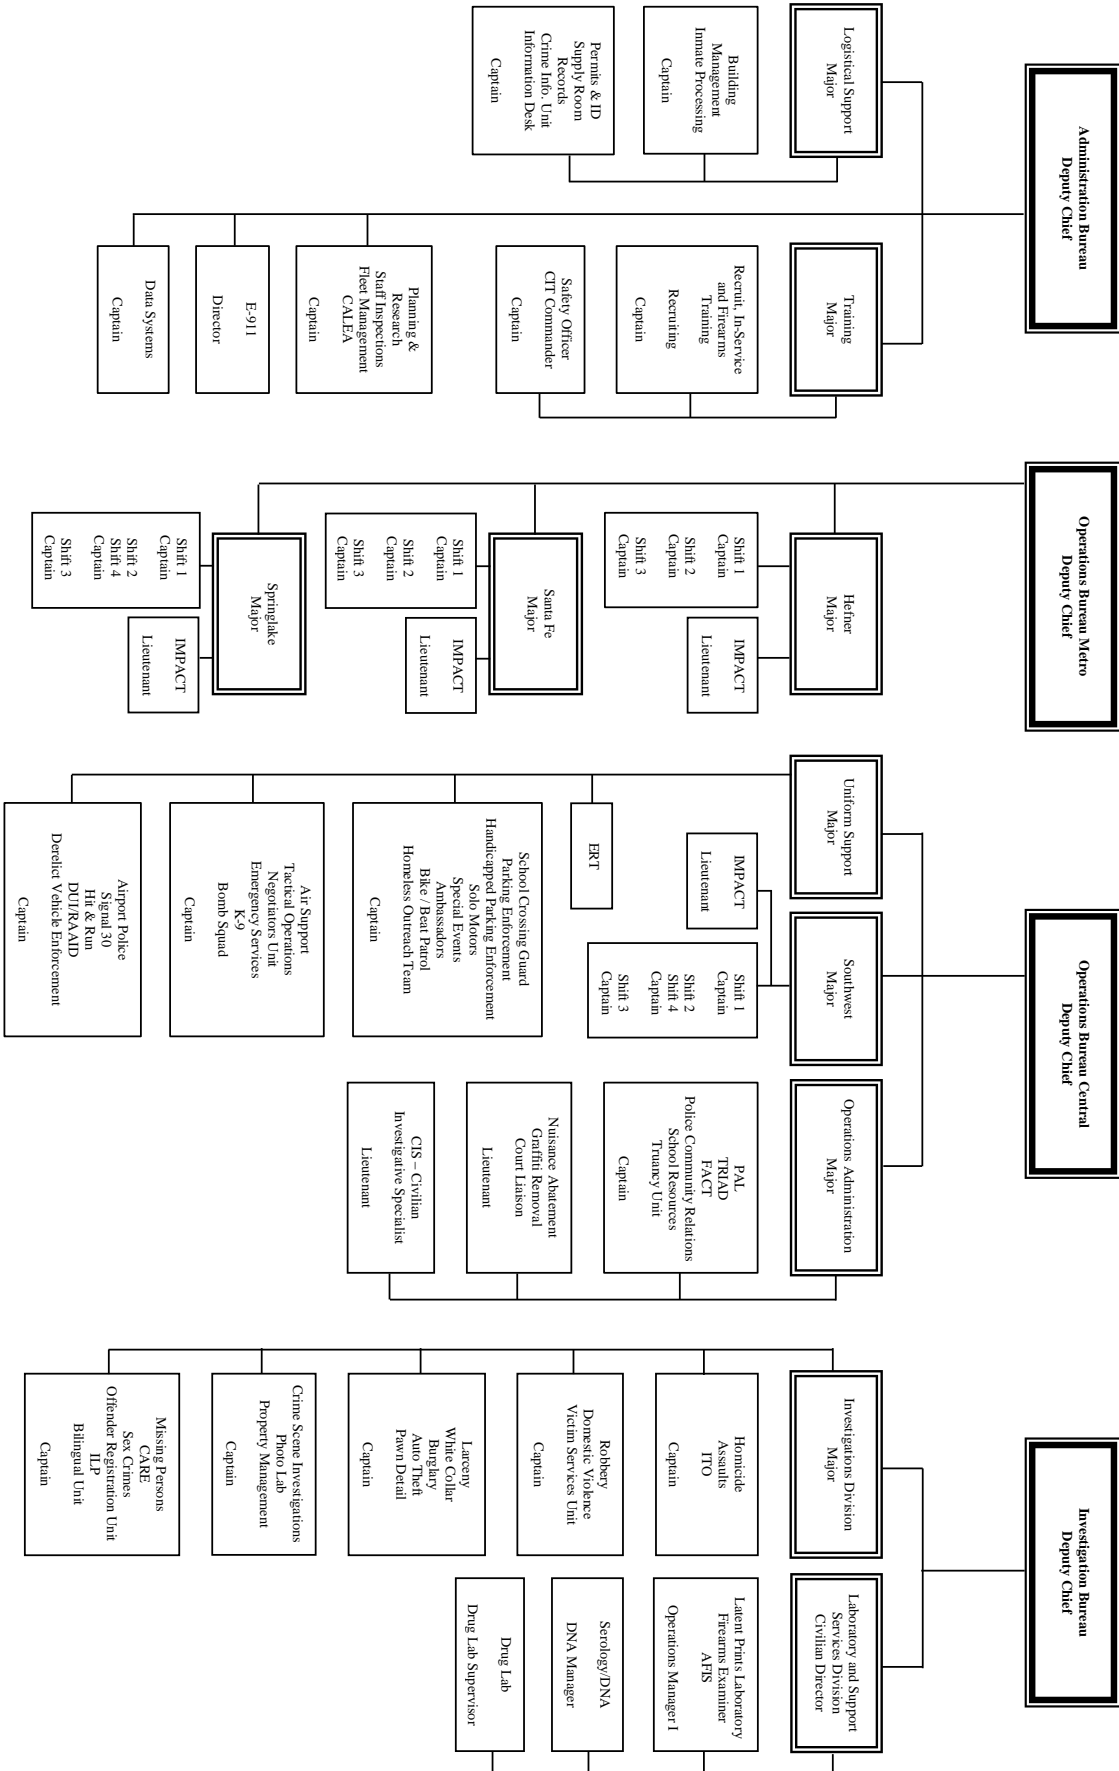 Administration Bureau
Deputy Chief
Logistical Support
Major
Building
Management
Inmate Processing
Captain
Permits & ID
Supply Room
Records
Crime Info. Unit
Information Desk
Captain
Training
Major
Recruit, In-Service
and Firearms
Training
Recruiting
Captain
Safety Officer
CIT Commander
Captain
Planning &
Research
Staff Inspections
Fleet Management
CALEA
Captain
E-911
Director
Data Systems
Captain
Operations Bureau Metro
Deputy Chief
Hefner
Major
Shift 1
Captain
Shift 2
Captain
Shift 3
Captain
IMPACT
Lieutenant
Santa Fe
Major
Shift 1
Captain
Shift 2
Captain
Shift 3
Captain
IMPACT
Lieutenant
Springlake
Major
Shift 1
Captain
Shift 2
Shift 4
Captain
Shift 3
Captain
IMPACT
Lieutenant
Operations Bureau Central
Deputy Chief
Uniform Support
Major
ERT
School Crossing Guard
Parking Enforcement
Handicapped Parking Enforcement
Solo Motors
Special Events
Ambassadors
Bike / Beat Patrol
Homeless Outreach Team
Captain
Air Support
Tactical Operations
Negotiators Unit
Emergency Services
K-9
Bomb Squad
Captain
Airport Police
Signal 30
Hit & Run
DUI/RAAID
Derelict Vehicle Enforcement
Captain
Southwest
Major
IMPACT
Lieutenant
Shift 1
Captain
Shift 2
Shift 4
Captain
Shift 3
Captain
Operations Administration
Major
PAL
TRIAD
FACT
Police Community Relations
School Resources
Truancy Unit
Captain
Nuisance Abatement
Graffiti Removal
Court Liaison
Lieutenant
CIS – Civilian
Investigative Specialist
Lieutenant
Investigation Bureau
Deputy Chief
Investigations Division
Major
Homicide
Assaults
ITO
Captain
Robbery
Domestic Violence
Victim Services Unit
Captain
Larceny
White Collar
Burglary
Auto Theft
Pawn Detail
Captain
Crime Scene Investigations
Photo Lab
Property Management
Captain
Missing Persons
CARE
Sex Crimes
Offender Registration Unit
ILP
Bilingual Unit
Captain
Laboratory and Support
Services Division
Civilian Director
Latent Prints Laboratory
Firearms Examiner
AFIS
Operations Manager I
Serology/DNA
DNA Manager
Drug Lab
Drug Lab Supervisor